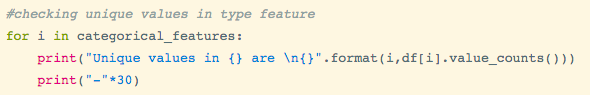 #checking unique values in type feature
for i in categorical_features:
    print("Unique values in {} are \n{}".format(i,df[i].value_counts()))
    print("-"*30)